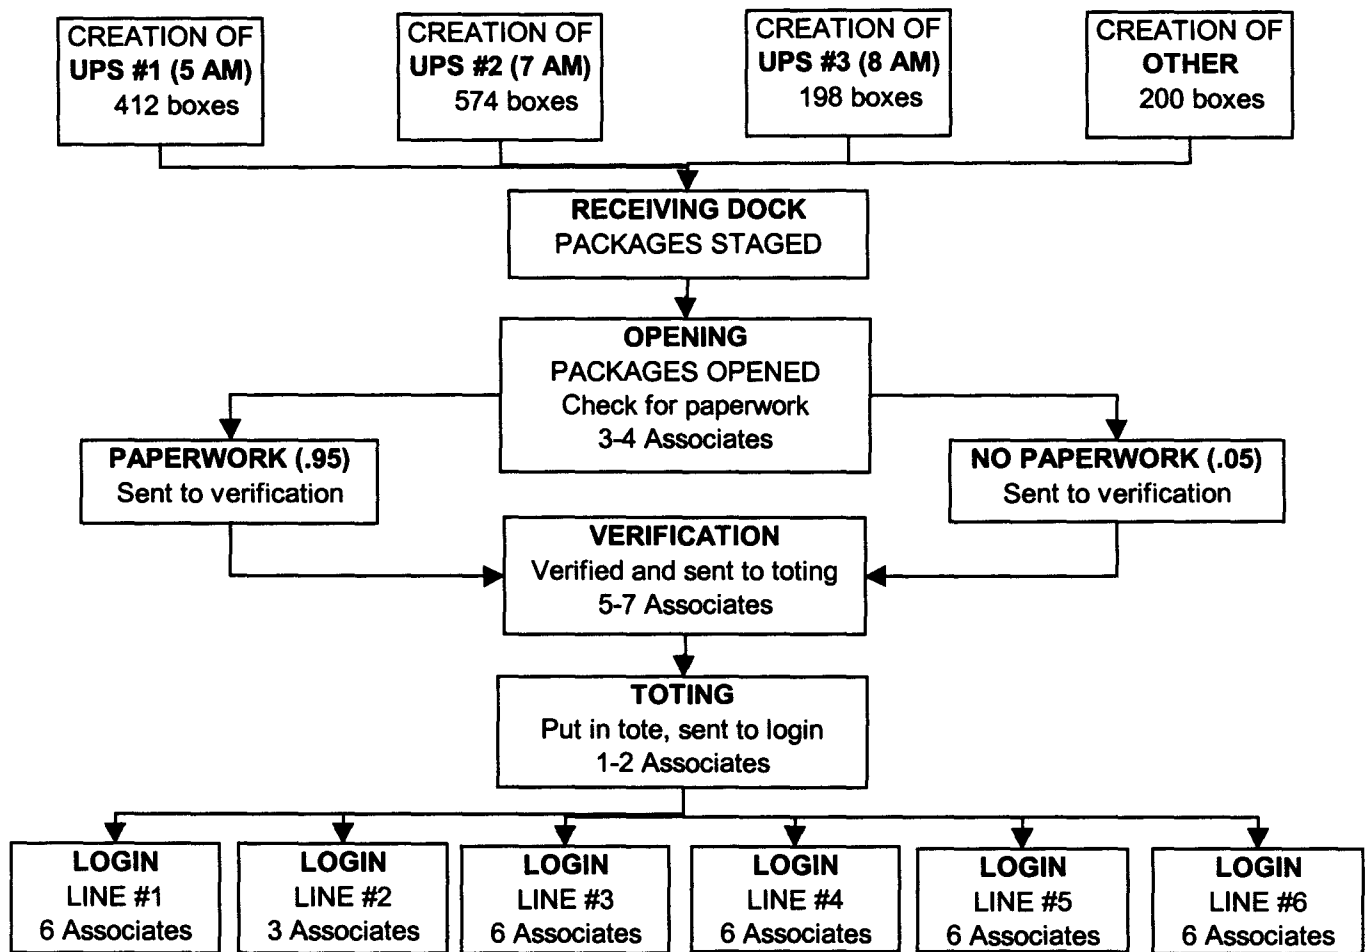 CREATION OF
UPS #1 (5 AM)
412 boxes
CREATION OF
UPS #2 (7 AM)
574 boxes
CREATION OF
UPS #3 (8 AM)
198 boxes
CREATION OF
OTHER
200 boxes
RECEIVING DOCK
PACKAGES STAGED
OPENING
PACKAGES OPENED
Check for paperwork
3-4 Associates
PAPERWORK (.95)
Sent to verification
NO PAPERWORK (.05)
Sent to verification
VERIFICATION
Verified and sent to toting
5-7 Associates
TOTING
Put in tote, sent to login
1-2 Associates
LOGIN
LINE #1
6 Associates
LOGIN
LINE #2
3 Associates
LOGIN
LINE #3
6 Associates
LOGIN
LINE #4
6 Associates
LOGIN
LINE #5
6 Associates
LOGIN
LINE #6
6 Associates